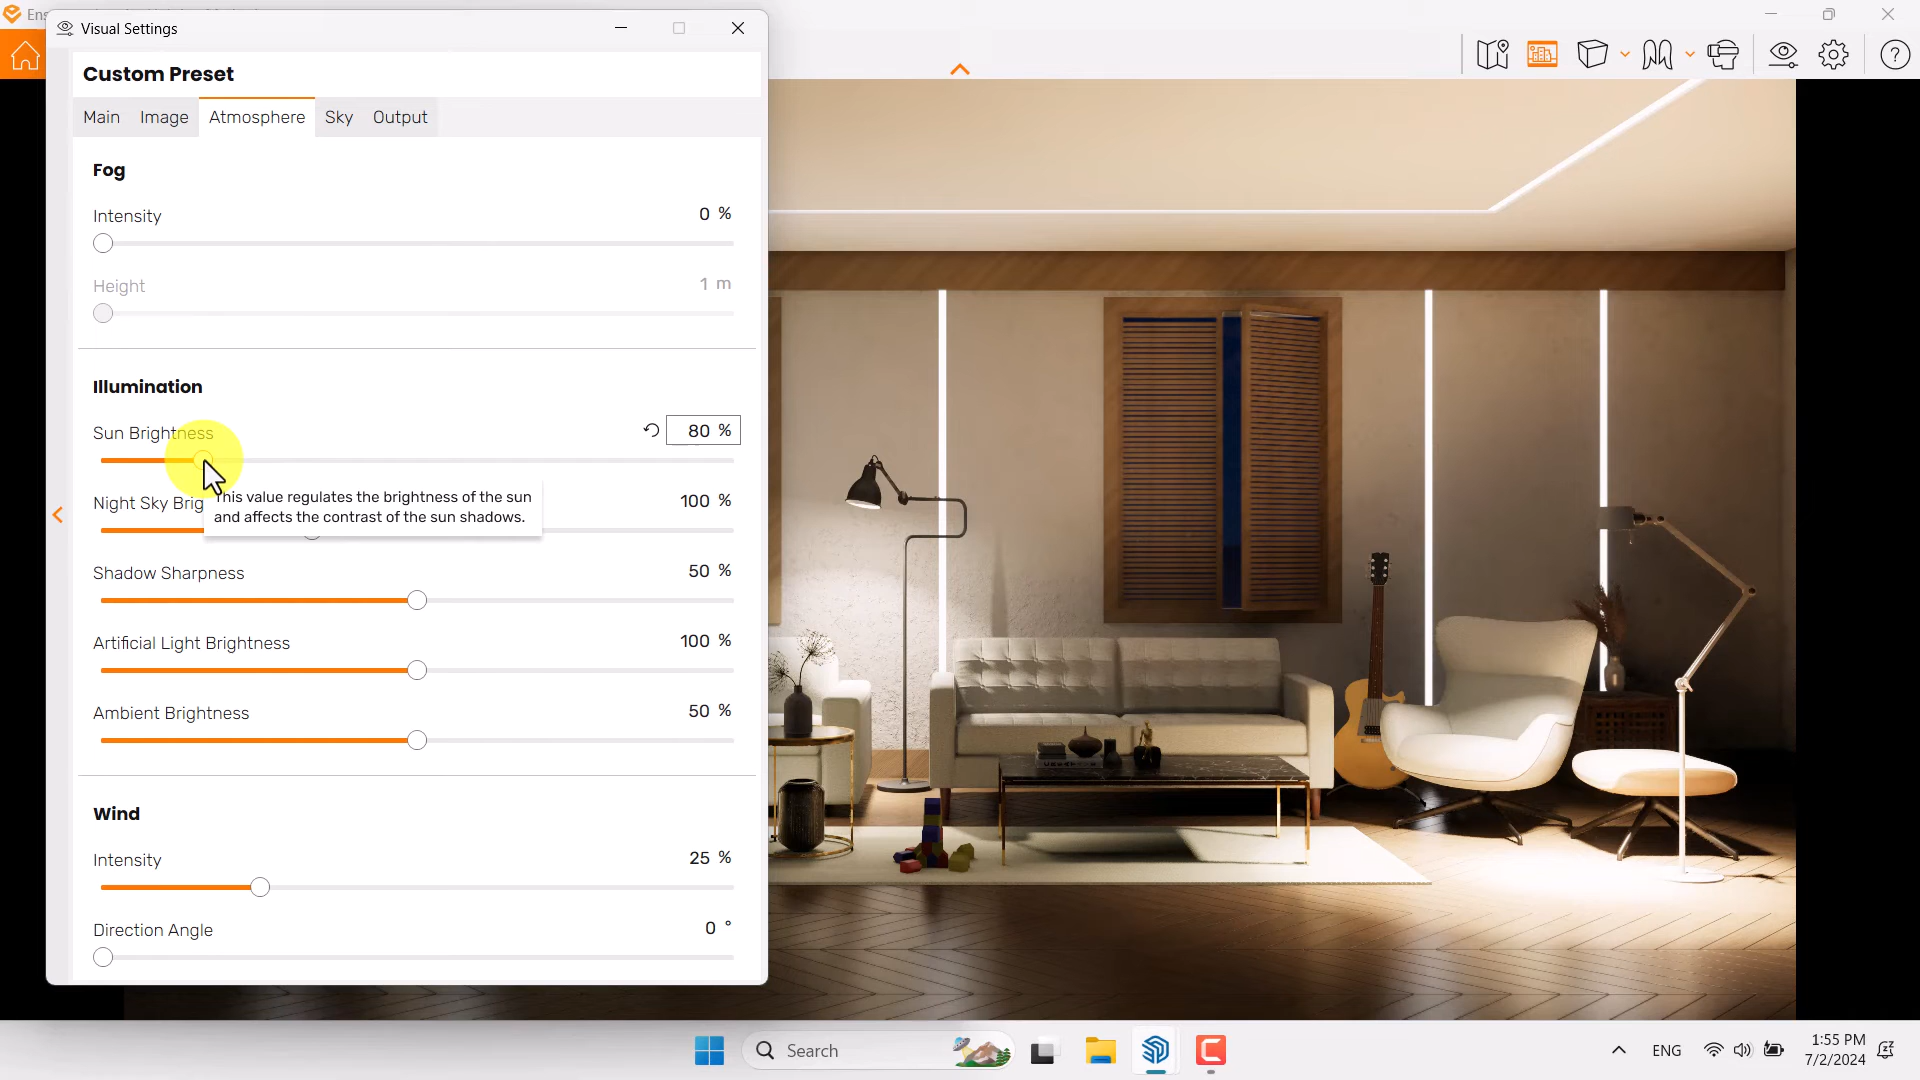 Ens
Visual Settings
Custom Preset
Main Image Atmosphere Sky Output
Fog
Intensity 0 %
Height 1 m
Illumination
Sun Brightness 80 %
This value regulates the brightness of the sun
and affects the contrast of the sun shadows.
Night Sky Brig 100 %
Shadow Sharpness 50 %
Artificial Light Brightness 100 %
Ambient Brightness 50 %
Wind
Intensity 25 %
Direction Angle 0 °
Search
ENG
1:55 PM
7/2/2024